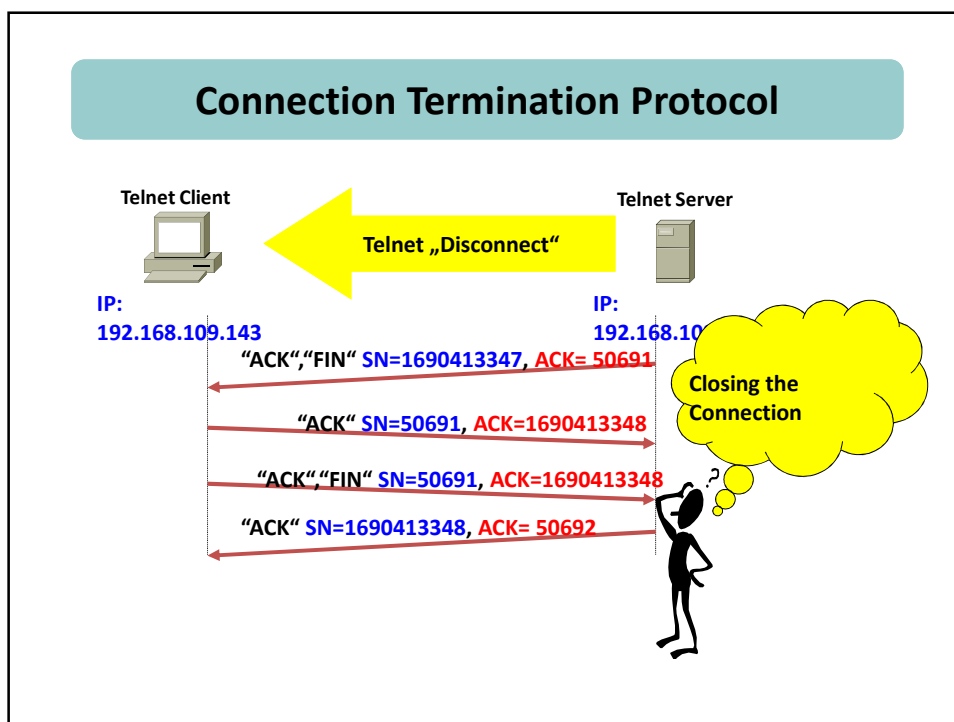 Connection Termination Protocol
Telnet Client
Telnet Server
Telnet „Disconnect“
IP:
192.168.109.143
IP:
“ACK“,“FIN“ SN=1690413347, ACK= 50691
Closing the
Connection
“ACK“ SN=50691, ACK=1690413348
“ACK“,“FIN“ SN=50691, ACK=1690413348
?
“ACK“ SN=1690413348, ACK= 50692